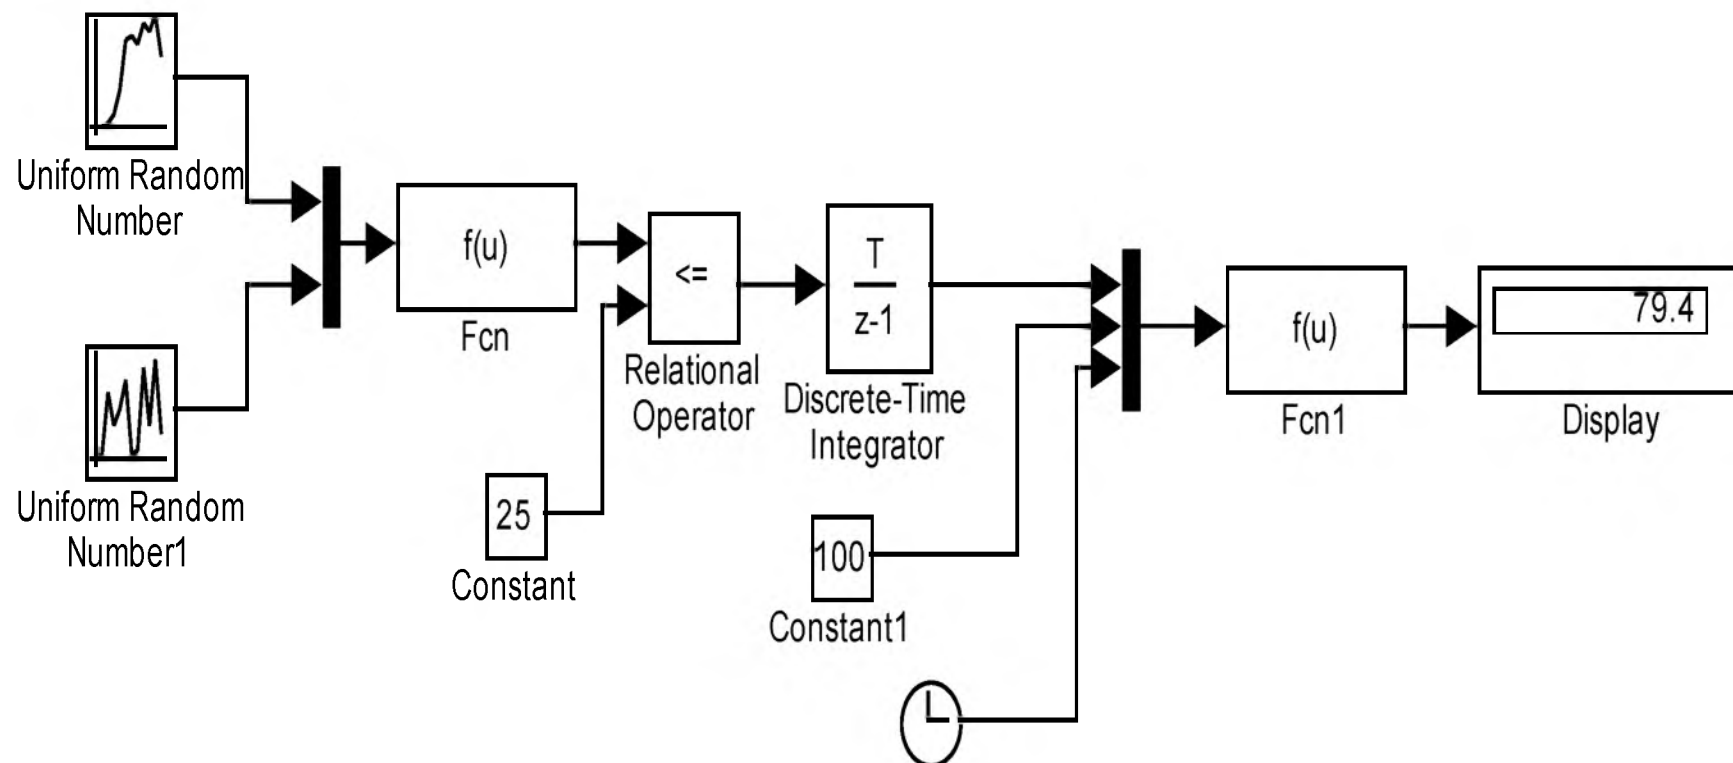 Uniform Random
Number
f(u)
Fcn
<=
Relational
Operator
T
z-1
Discrete-Time
Integrator
f(u)
Fcn1
79.4
Display
Uniform Random
Number1
25
Constant
100
Constant1